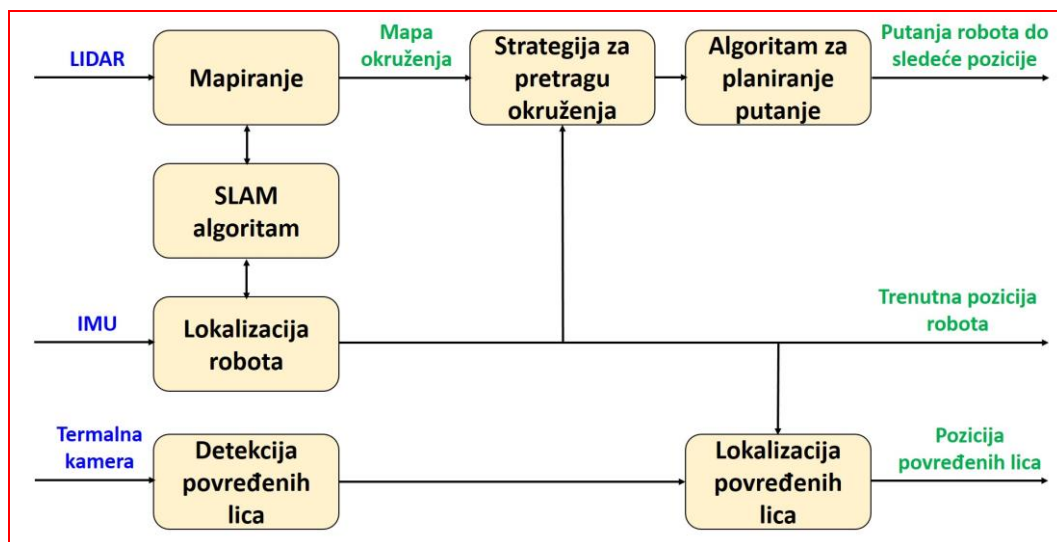 LIDAR
Mapiranje
Mapa
okruženja
Strategija za
pretragu
okruženja
Algoritam za
planiranje
putanje
Putanja robota do
sledeće pozicije
SLAM
algoritam
IMU
Lokalizacija
robota
Trenutna pozicija
robota
Termalna
kamera
Detekcija
povređenih
lica
Lokalizacija
povređenih
lica
Pozicija
povređenih lica